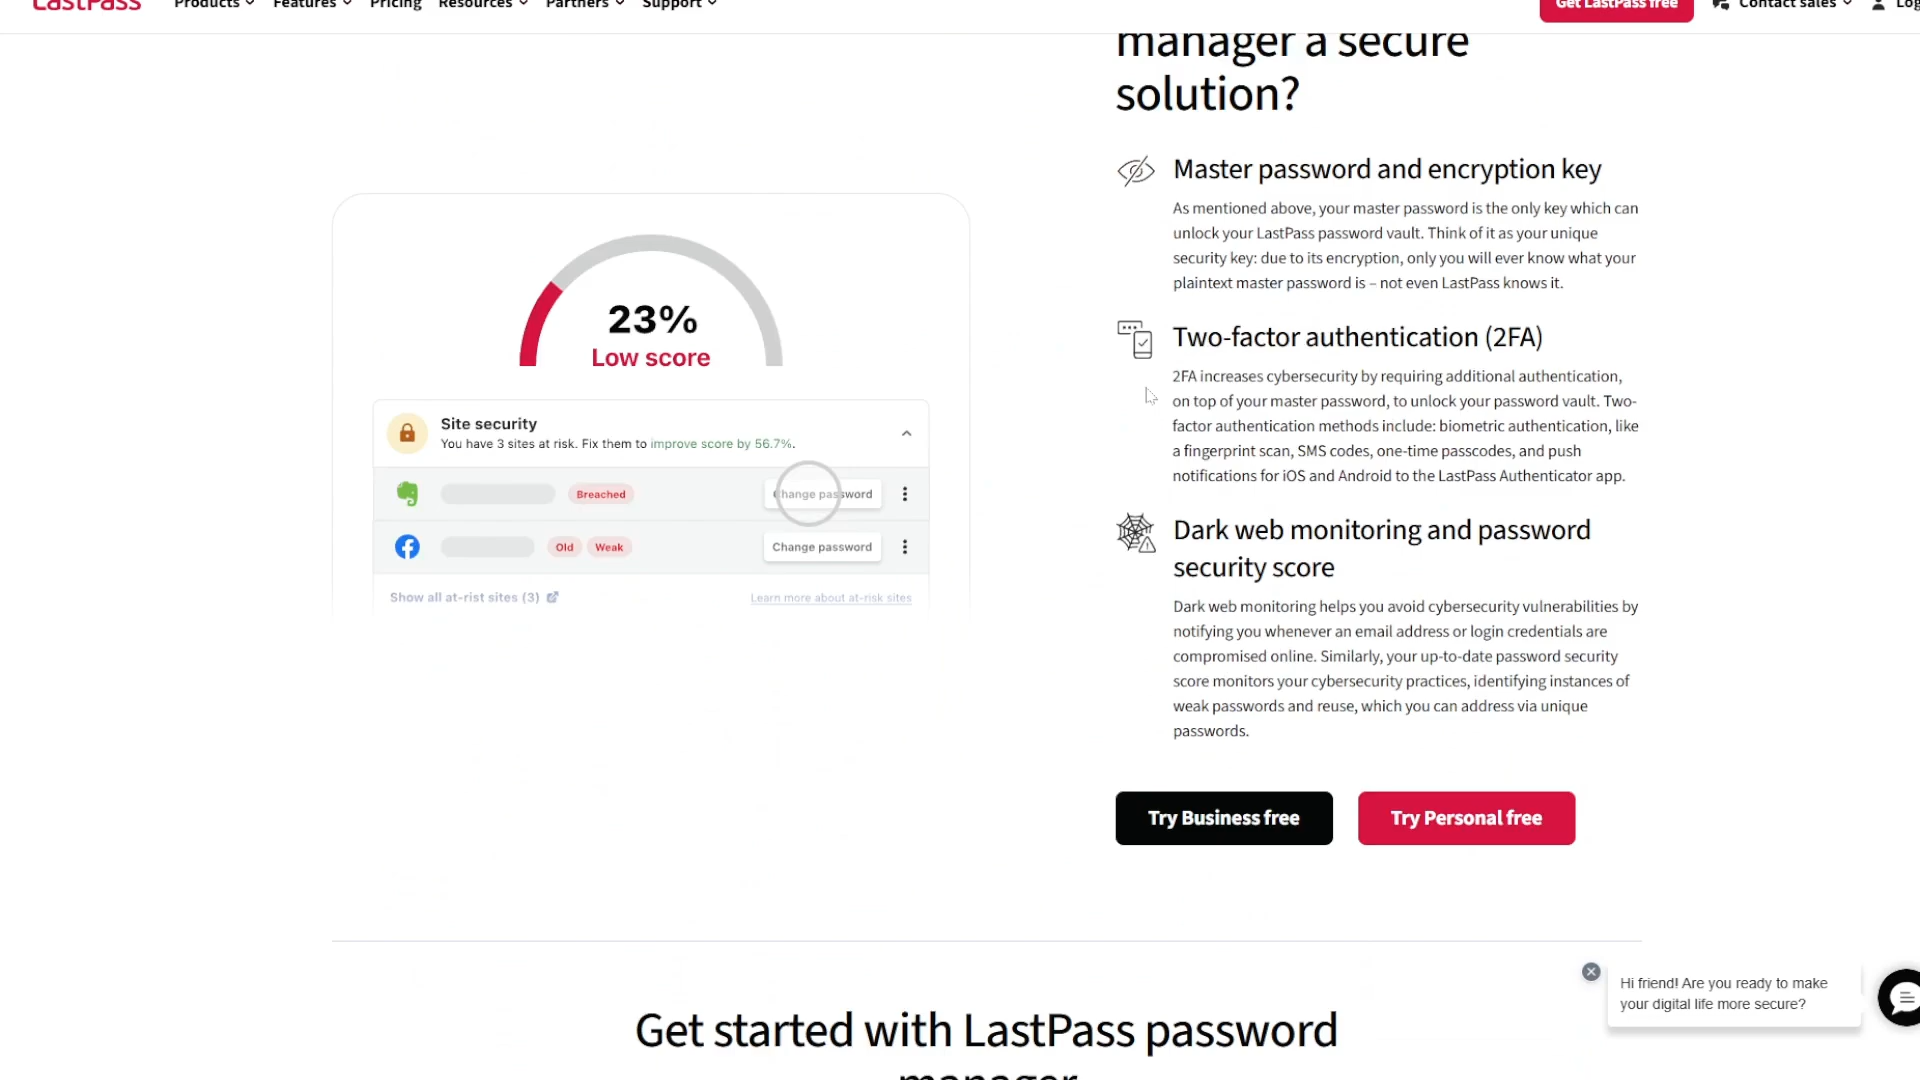 LastPass
Products
Features
Pricing
Resources
Partners
Support
Get LastPass free
Contact sales
Log
manager a secure
solution?
23%
Low score
Site security
You have 3 sites at risk. Fix them to improve score by 56.7%.
Breached
Change password
Old
Weak
Change password
Show all at-rist sites (3)
Learn more about at-risk sites
Master password and encryption key
As mentioned above, your master password is the only key which can
unlock your LastPass password vault. Think of it as your unique
security key: due to its encryption, only you will ever know what your
plaintext master password is – not even LastPass knows it.
Two-factor authentication (2FA)
2FA increases cybersecurity by requiring additional authentication,
on top of your master password, to unlock your password vault. Two-
factor authentication methods include: biometric authentication, like
a fingerprint scan, SMS codes, one-time passcodes, and push
notifications for iOS and Android to the LastPass Authenticator app.
Dark web monitoring and password
security score
Dark web monitoring helps you avoid cybersecurity vulnerabilities by
notifying you whenever an email address or login credentials are
compromised online. Similarly, your up-to-date password security
score monitors your cybersecurity practices, identifying instances of
weak passwords and reuse, which you can address via unique
passwords.
Try Business free
Try Personal free
Get started with LastPass password
manager
Hi friend! Are you ready to make
your digital life more secure?